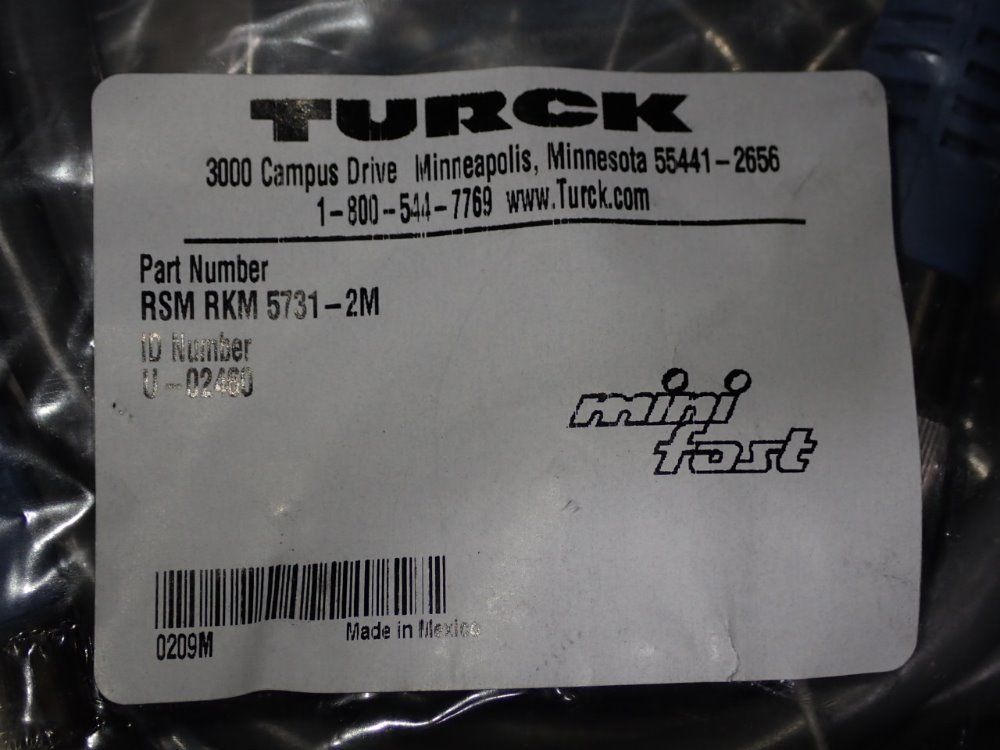 TURCK
3000 Campus Drive Minneapolis, Minnesota 55441-2656
1-800-544-7769 www.Turck.com
Part Number
RSM RKM 5731-2M
ID Number
U-02460
mini
fast
0209M
Made in Mexico